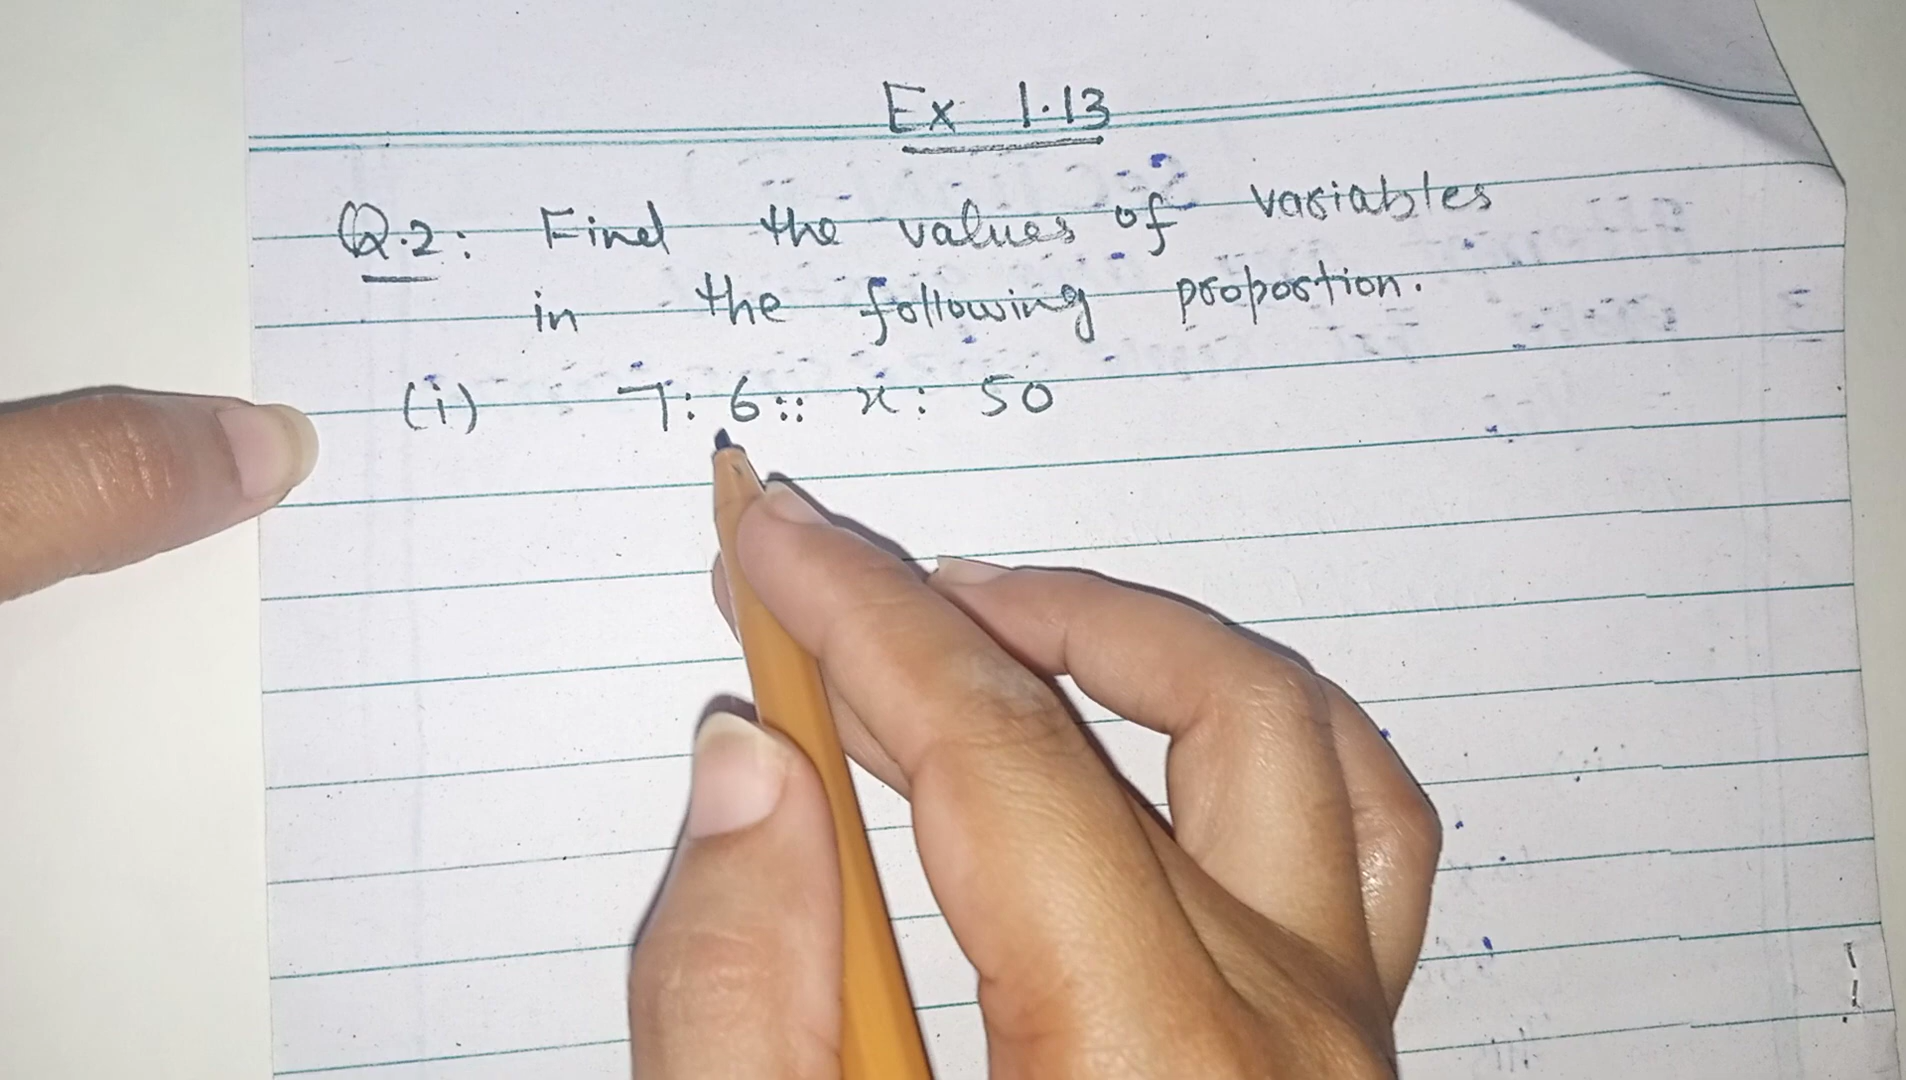 Ex 1.13
Q.2: Find the values of variables
in the following proportion.
(i) 7: 6:: x: 50